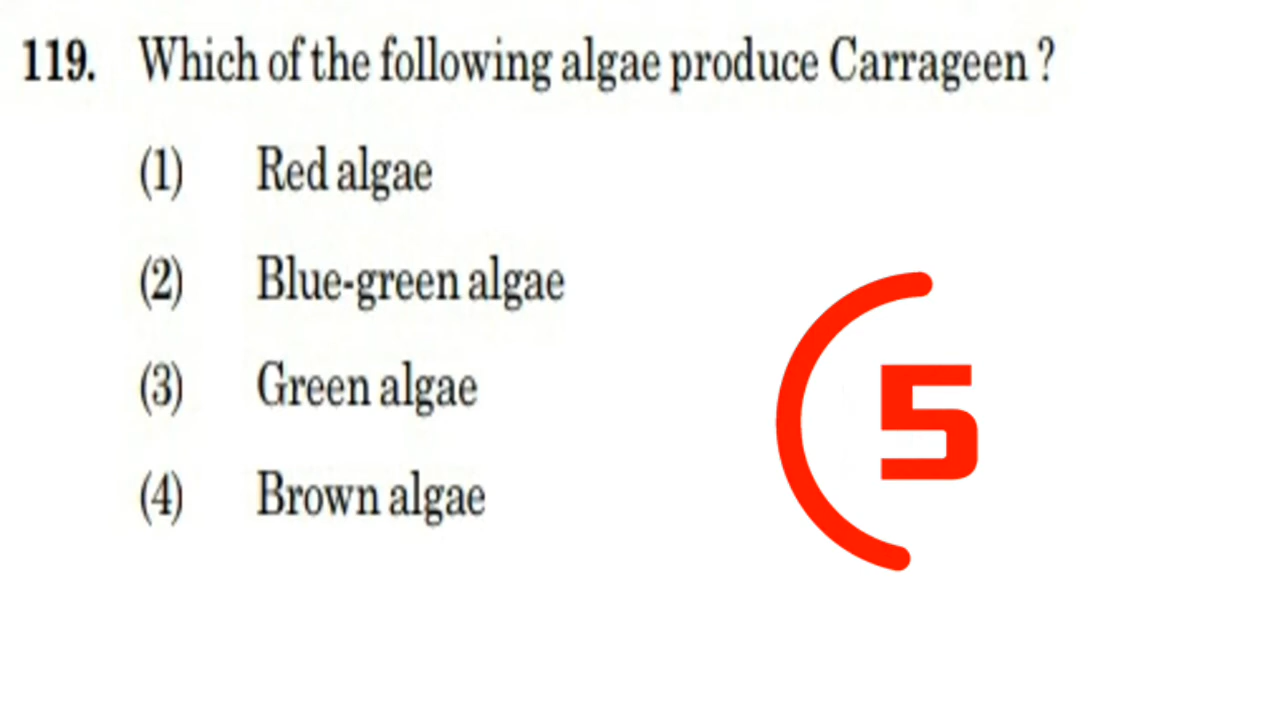 119. Which of the following algae produce Carrageen ?
(1) Red algae
(2) Blue-green algae
(3) Green algae
(4) Brown algae
5